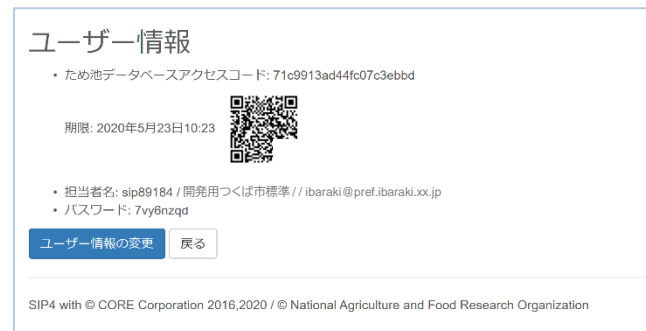 ユーザー情報
• ため池データベースアクセスコード: 71c9913ad44fc07c3ebbd
期限: 2020年5月23日10:23
• 担当者名: sip89184 / 開発用つくば市標準 / / ibaraki@pref.ibaraki.xx.jp
• パスワード: 7vy6nzqd
ユーザー情報の変更 戻る
SIP4 with © CORE Corporation 2016,2020 / © National Agriculture and Food Research Organization